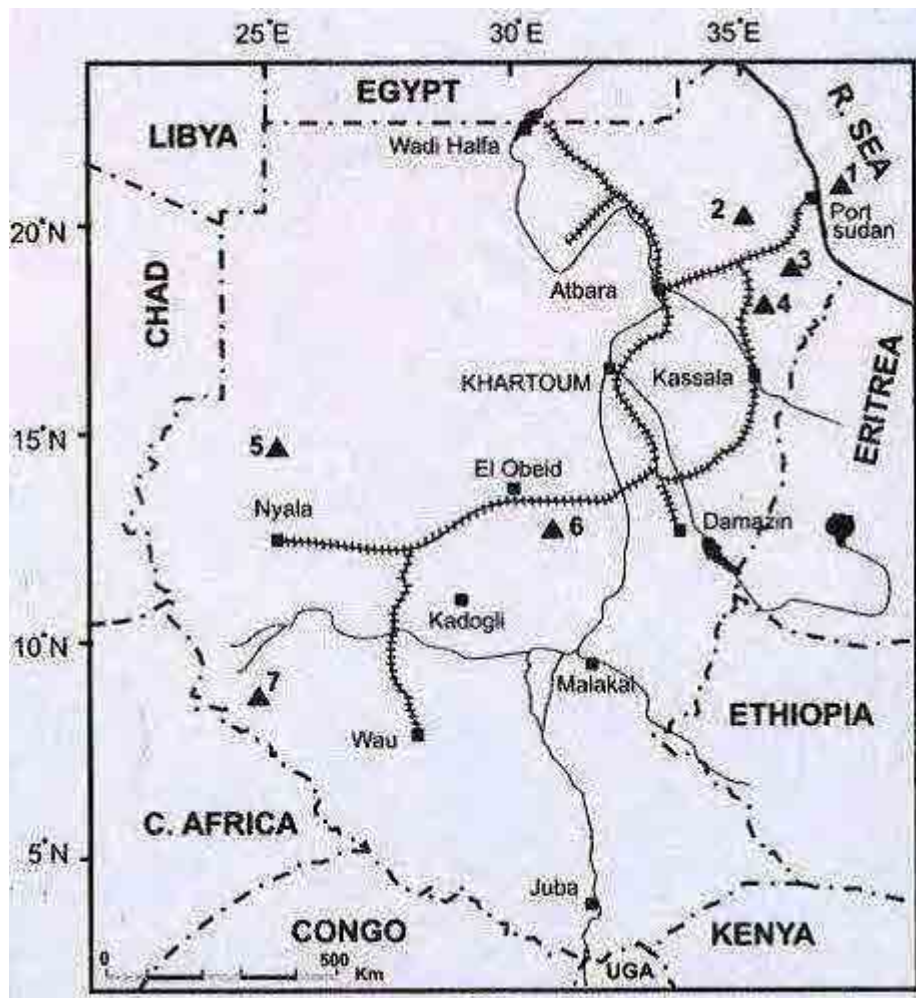 25°E 30°E 35°E
EGYPT
LIBYA
Wadi Halfa
R. SEA
1
2
20°N
Port
sudan
3
CHAD
Atbara
4
KHARTOUM
Kassala
ERITREA
15°N
5
El Obeid
Nyala
6
Damazin
Kadogli
10°N
7
Malakal
ETHIOPIA
Wau
C. AFRICA
5°N
Juba
CONGO
KENYA
0 500
Km
UGA